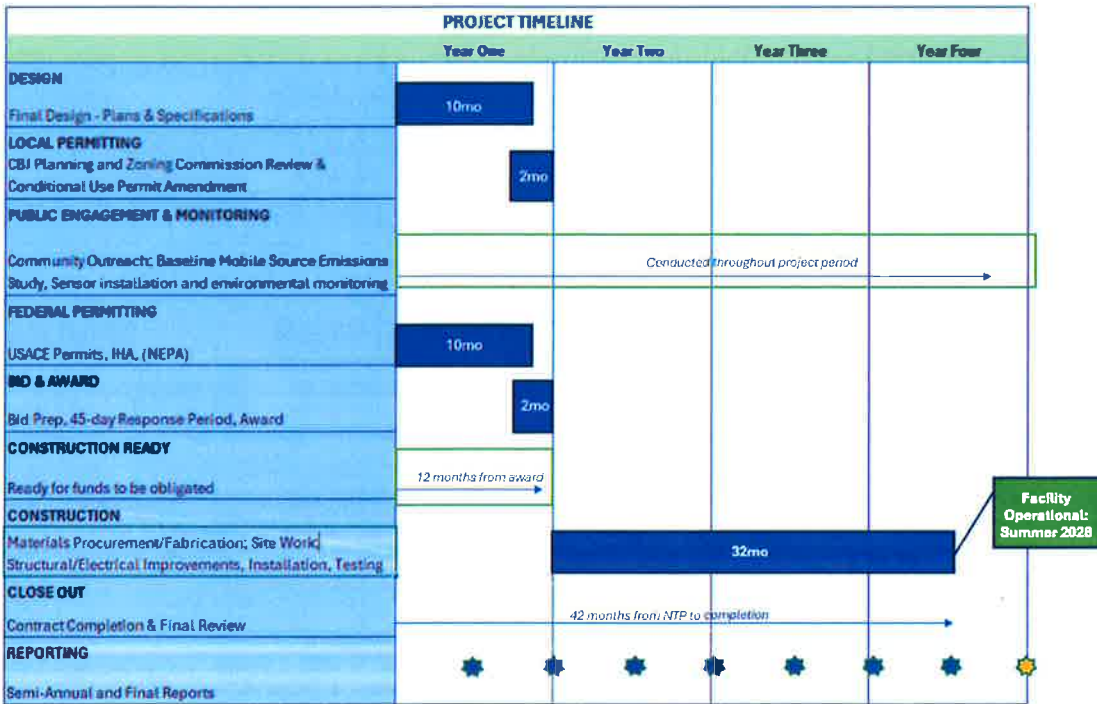 PROJECT TIMELINE
Year One Year Two Year Three Year Four
DESIGN
Final Design - Plans & Specifications
10mo
LOCAL PERMITTING
CBJ Planning and Zoning Commission Review &
Conditional Use Permit Amendment
2mo
PUBLIC ENGAGEMENT & MONITORING
Community Outreach; Baseline Mobile Source Emissions
Study, Sensor installation and environmental monitoring
Conducted throughout project period
FEDERAL PERMITTING
USACE Permits, IHA, (NEPA)
10mo
BID & AWARD
Bid Prep, 45-day Response Period, Award
2mo
CONSTRUCTION READY
Ready for funds to be obligated
12 months from award
CONSTRUCTION
Materials Procurement/Fabrication; Site Work;
Structural/Electrical Improvements, Installation, Testing
32mo
Facility
Operational:
Summer 2028
CLOSE OUT
Contract Completion & Final Review
42 months from NTP to completion
REPORTING
Semi-Annual and Final Reports